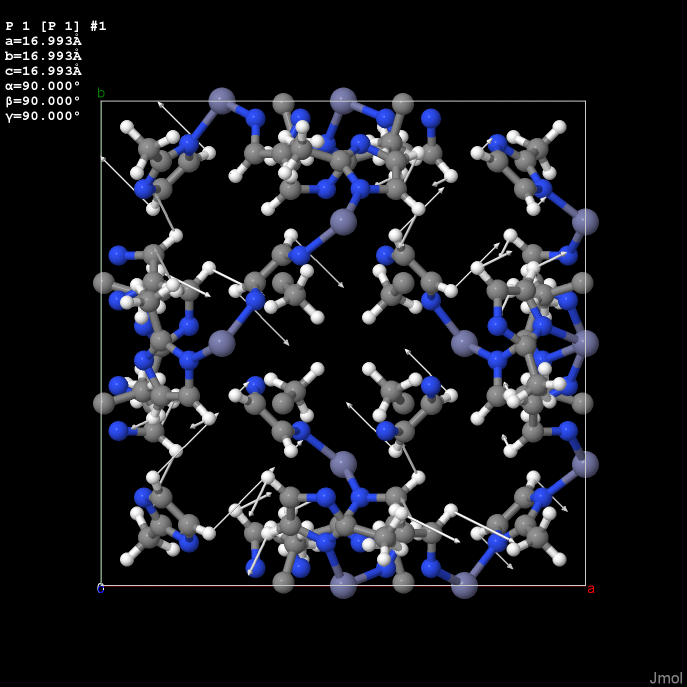 P 1 [P 1] #1
a=16.993Å
b=16.993Å
c=16.993Å
α=90.000°
β=90.000°
γ=90.000°
b
c
a
Jmol